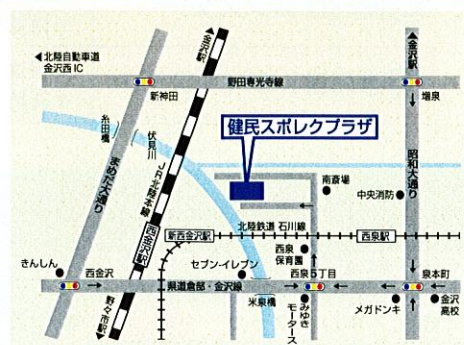 北陸自動車道
金沢西IC
金沢駅
金沢駅
野田専光寺線
新神田
増泉
糸田橋
伏見川
まめだ大通り
JR北陸本線
健民スポレクプラザ
南斎場
中央消防
昭和大通り
西金沢駅
新西金沢駅
北陸鉄道 石川線
西泉駅
西泉
保育園
きんしん
西金沢
セブン-イレブン
西泉5丁目
泉本町
県道倉部・金沢線
野々市駅
米泉橋
みゆき
モータース
メガドンキ
金沢
高校